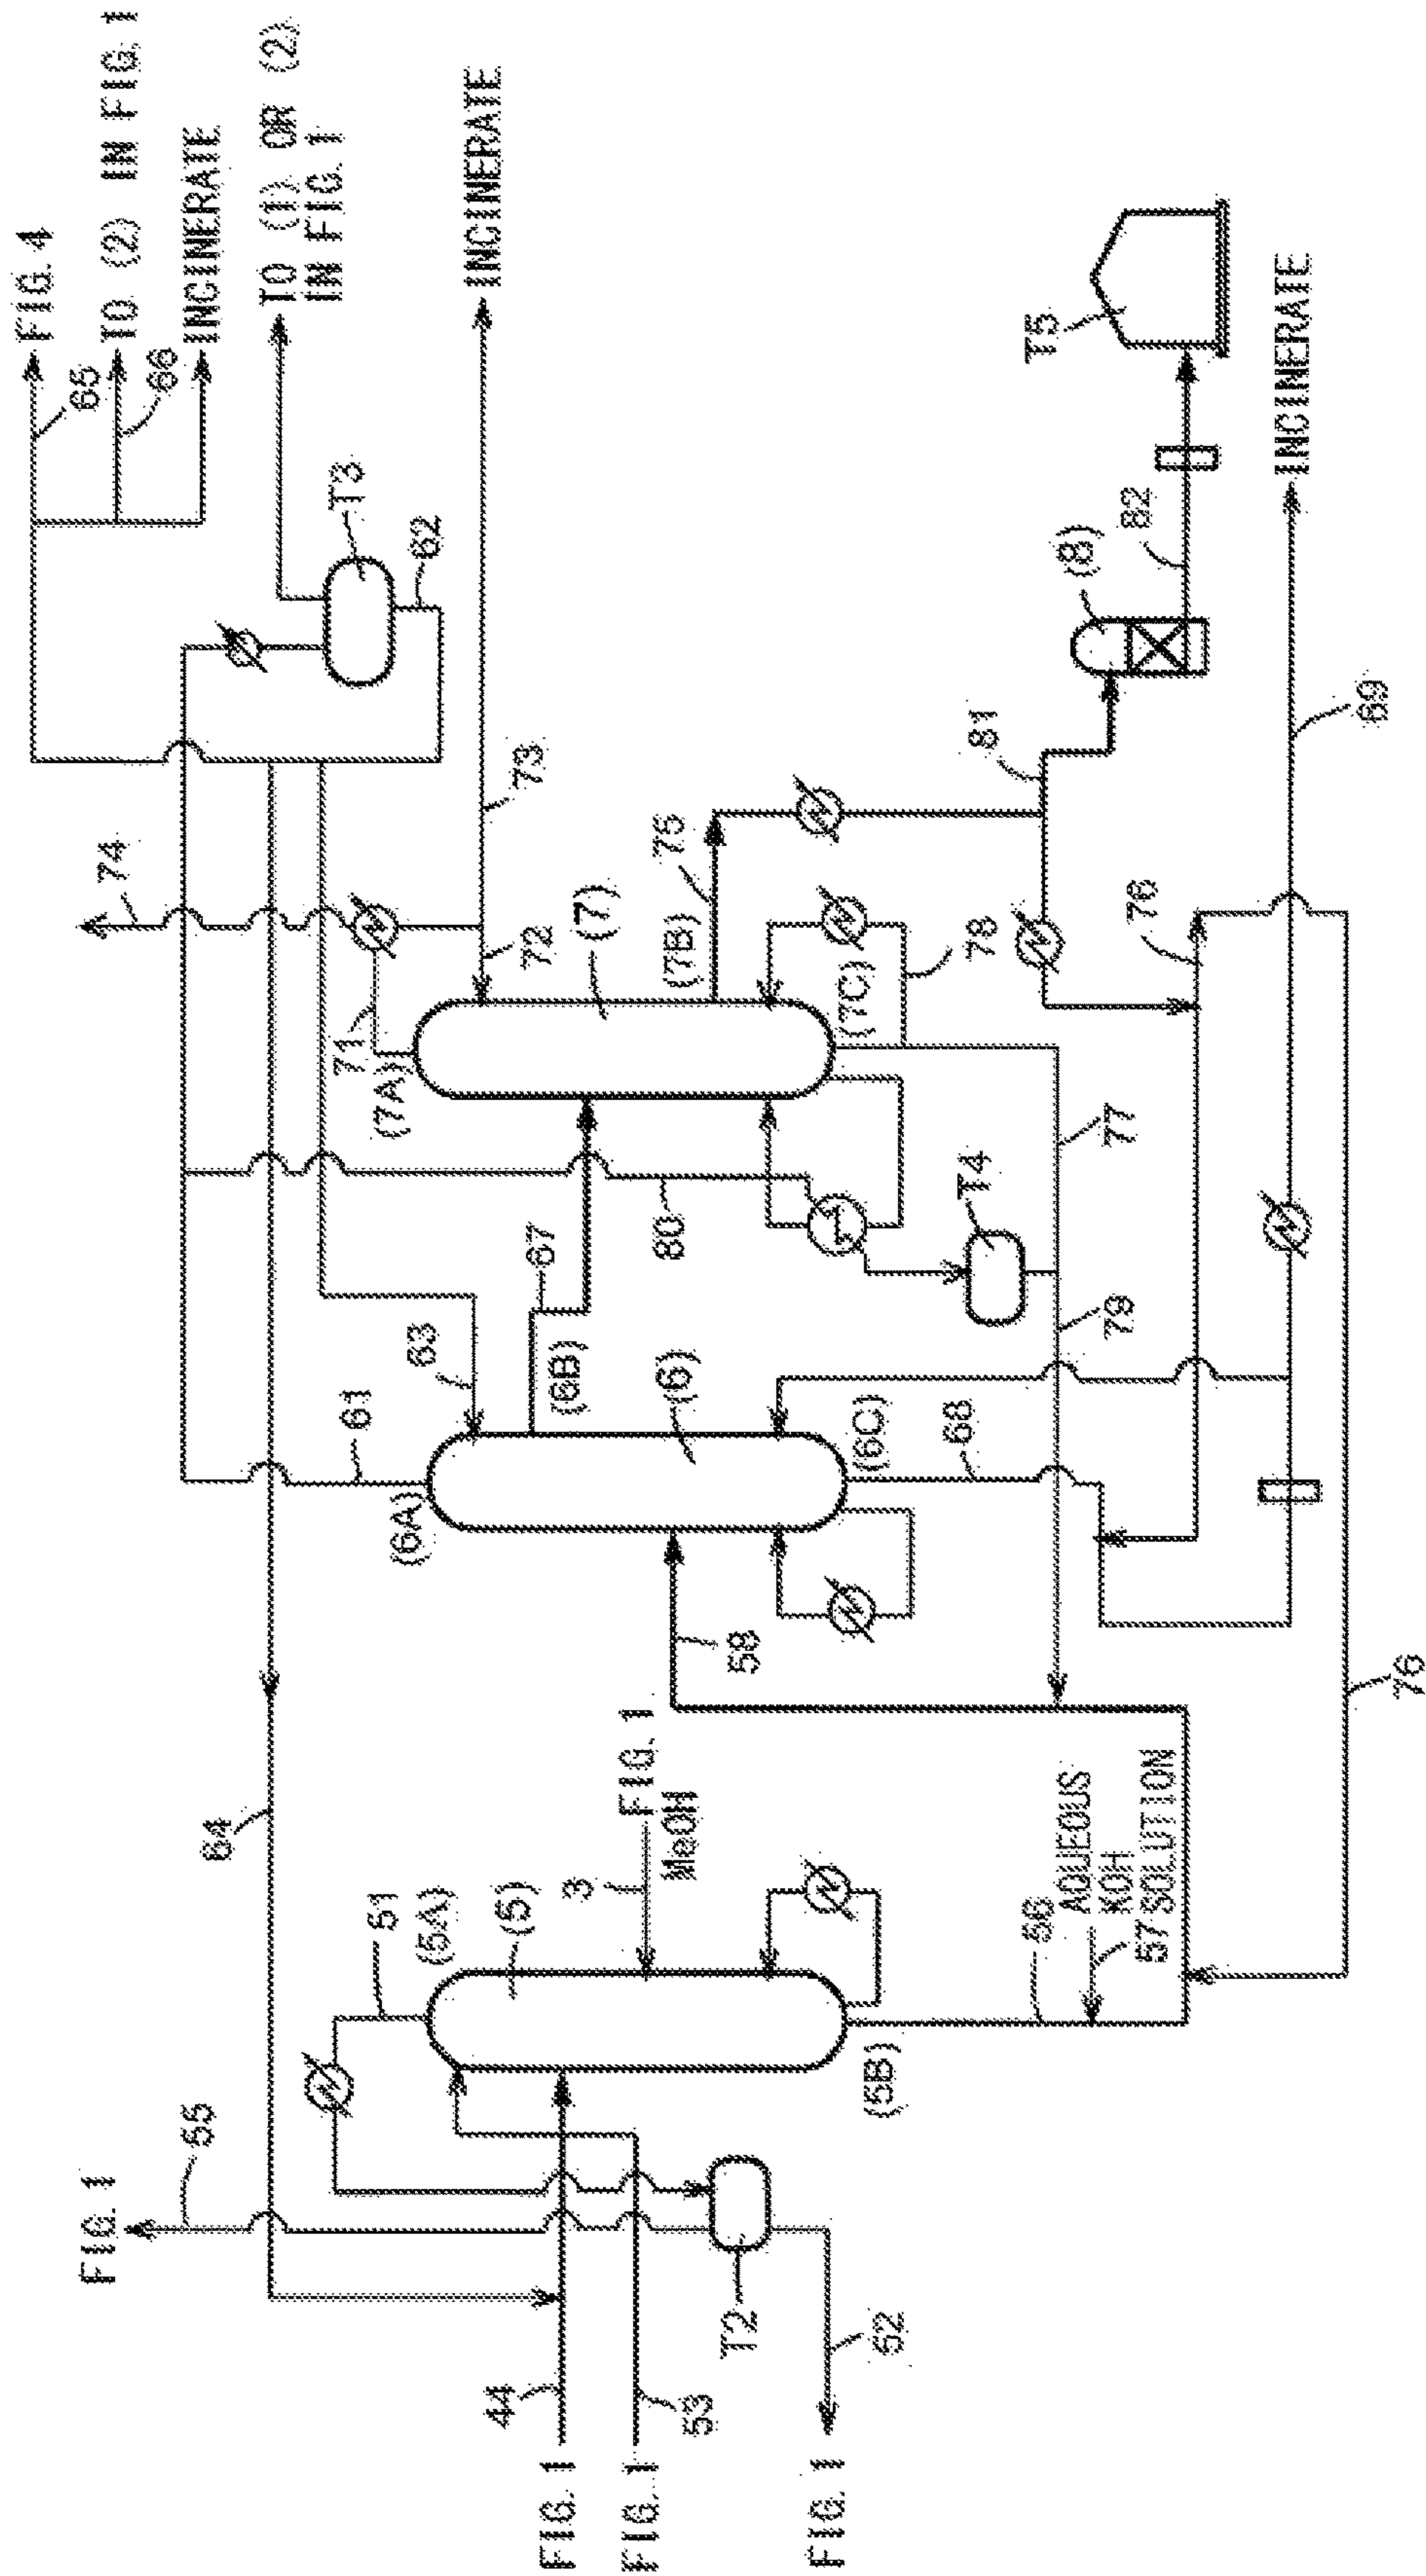 FIG. 4
TO (2) IN FIG. 1
INCINERATE
TO (1) OR (2)
IN FIG. 1
INCINERATE
65
66
T3
62
74
73
72
71
(7A)
(7)
(7B)
75
(7C)
78
81
(8)
82
T5
INCINERATE
69
76
77
T4
79
80
67
63
61
(6A)
(6B)
(6)
(6C)
68
58
64
FIG. 1
3
MeOH
51
(5A)
(5)
(5B)
56
AQUEOUS
KOH
57 SOLUTION
76
FIG. 1
55
T2
44
53
52
FIG. 1
FIG. 1
FIG. 1